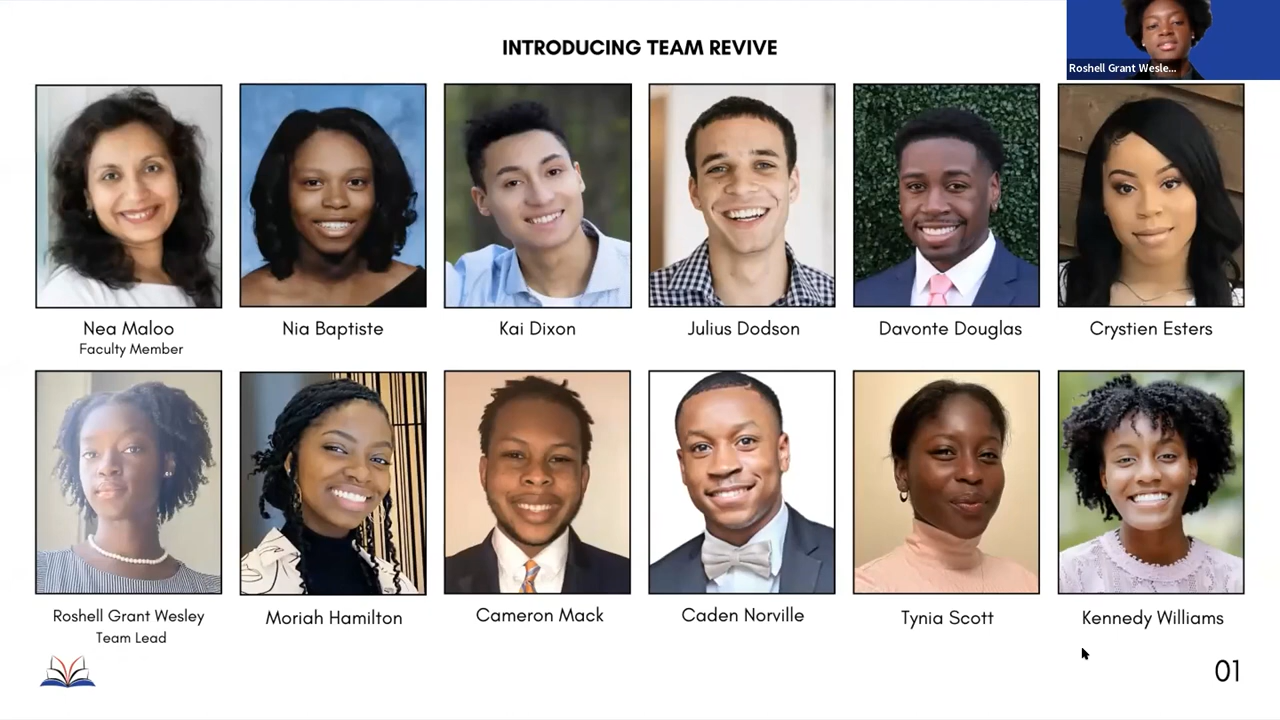 INTRODUCING TEAM REVIVE
Roshell Grant Wesle...
Nea Maloo
Faculty Member
Nia Baptiste
Kai Dixon
Julius Dodson
Davonte Douglas
Crystien Esters
Roshell Grant Wesley
Team Lead
Moriah Hamilton
Cameron Mack
Caden Norville
Tynia Scott
Kennedy Williams
01